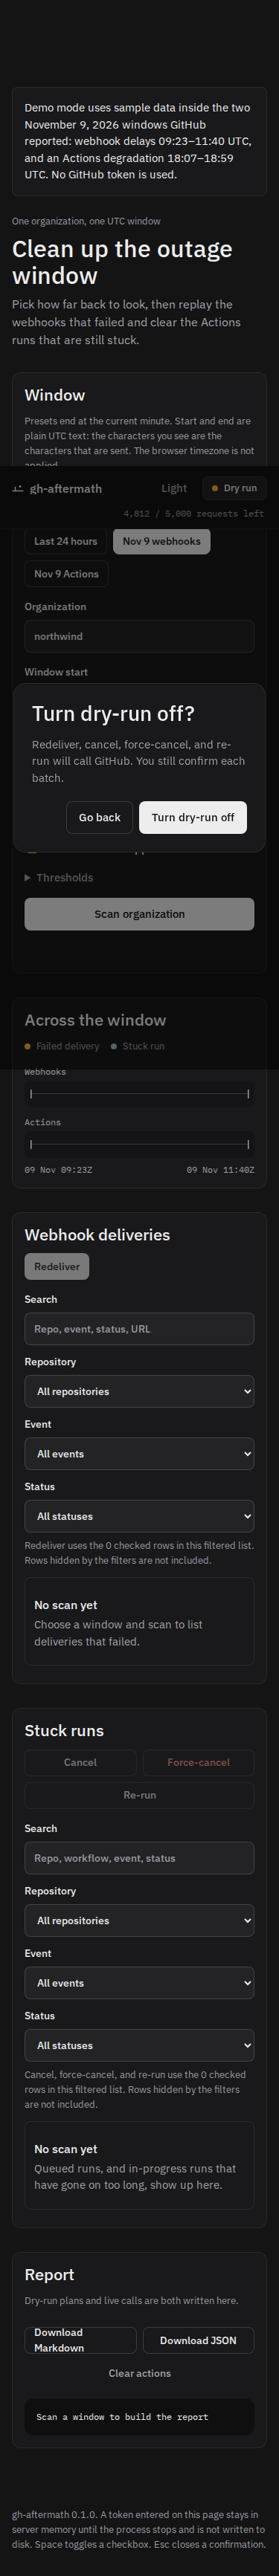 Demo mode uses sample data inside the two
November 9, 2026 windows GitHub
reported: webhook delays 09:23–11:40 UTC,
and an Actions degradation 18:07–18:59
UTC. No GitHub token is used.
One organization, one UTC window
Clean up the outage
window
Pick how far back to look, then replay the
webhooks that failed and clear the Actions
runs that are still stuck.
Window
Presets end at the current minute. Start and end are
plain UTC text: the characters you see are the
characters that are sent. The browser timezone is not
applied.
gh-aftermath
Light
Dry run
4,812 / 5,000 requests left
Last 24 hours
Nov 9 webhooks
Nov 9 Actions
Organization
northwind
Window start
Turn dry-run off?
Redeliver, cancel, force-cancel, and re-
run will call GitHub. You still confirm each
batch.
Go back
Turn dry-run off
Thresholds
Scan organization
Across the window
Failed delivery
Stuck run
Webhooks
Actions
09 Nov 09:23Z
09 Nov 11:40Z
Webhook deliveries
Redeliver
Search
Repo, event, status, URL
Repository
All repositories
Event
All events
Status
All statuses
Redeliver uses the 0 checked rows in this filtered list.
Rows hidden by the filters are not included.
No scan yet
Choose a window and scan to list
deliveries that failed.
Stuck runs
Cancel
Force-cancel
Re-run
Search
Repo, workflow, event, status
Repository
All repositories
Event
All events
Status
All statuses
Cancel, force-cancel, and re-run use the 0 checked
rows in this filtered list. Rows hidden by the filters
are not included.
No scan yet
Queued runs, and in-progress runs that
have gone on too long, show up here.
Report
Dry-run plans and live calls are both written here.
Download
Markdown
Download JSON
Clear actions
Scan a window to build the report
gh-aftermath 0.1.0. A token entered on this page stays in
server memory until the process stops and is not written to
disk. Space toggles a checkbox. Esc closes a confirmation.